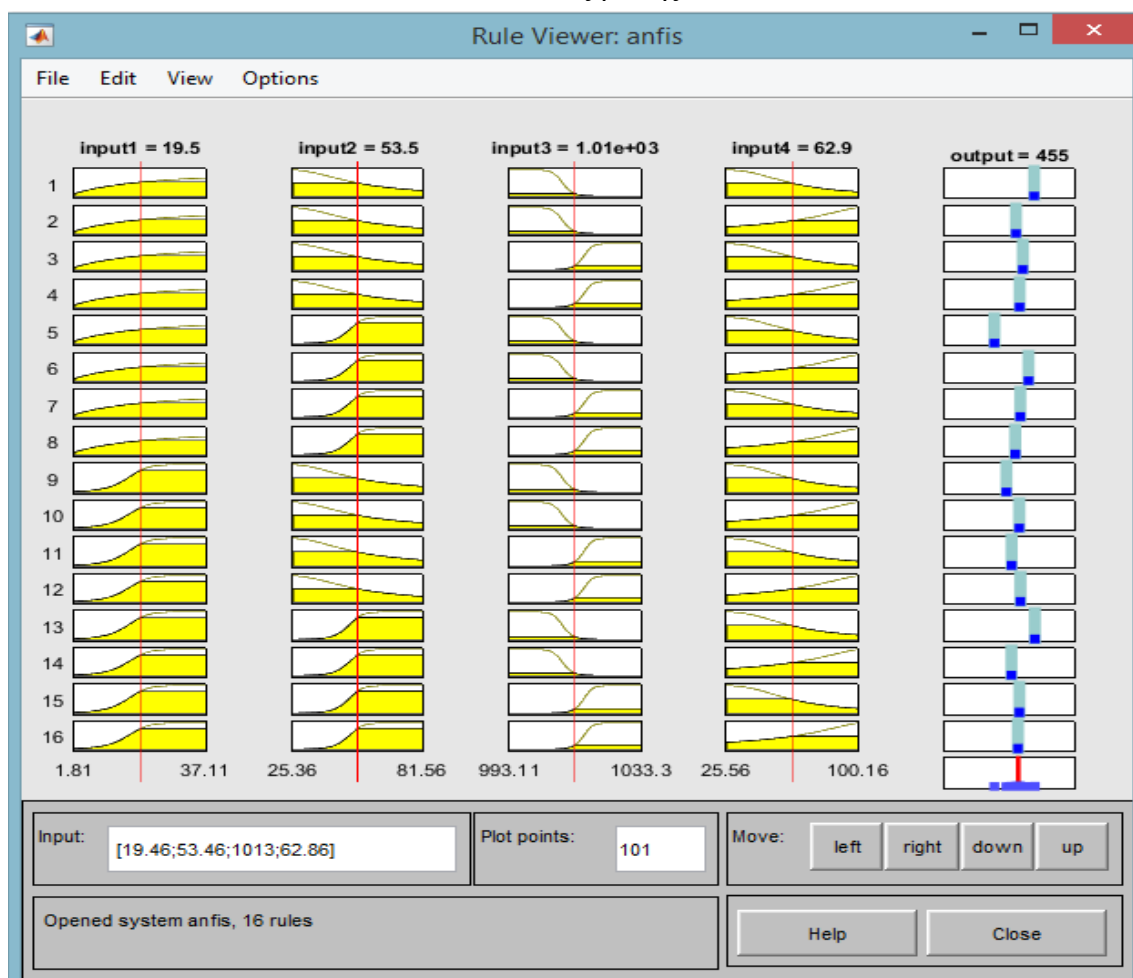 Rule Viewer: anfis
File Edit View Options
input1 = 19.5 input2 = 53.5 input3 = 1.01e+03 input4 = 62.9 output = 455
1
2
3
4
5
6
7
8
9
10
11
12
13
14
15
16
1.81 37.11 25.36 81.56 993.11 1033.3 25.56 100.16
Input: [19.46;53.46;1013;62.86] Plot points: 101 Move: left right down up
Opened system anfis, 16 rules Help Close